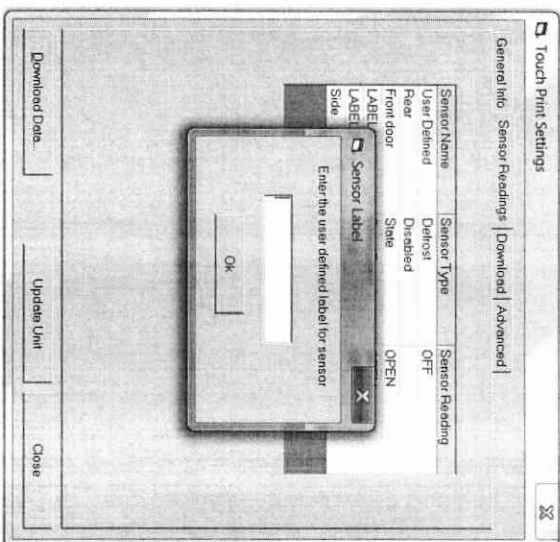 Touch Print Settings
General Info Sensor Readings Download Advanced
Sensor Name Sensor Type Sensor Reading
User Defined Defrost OFF
Rear Disabled
Front door State OPEN
LABEL
LABEL
Side
Sensor Label
Enter the user defined label for sensor
Ok
Download Data...
Update Unit
Close